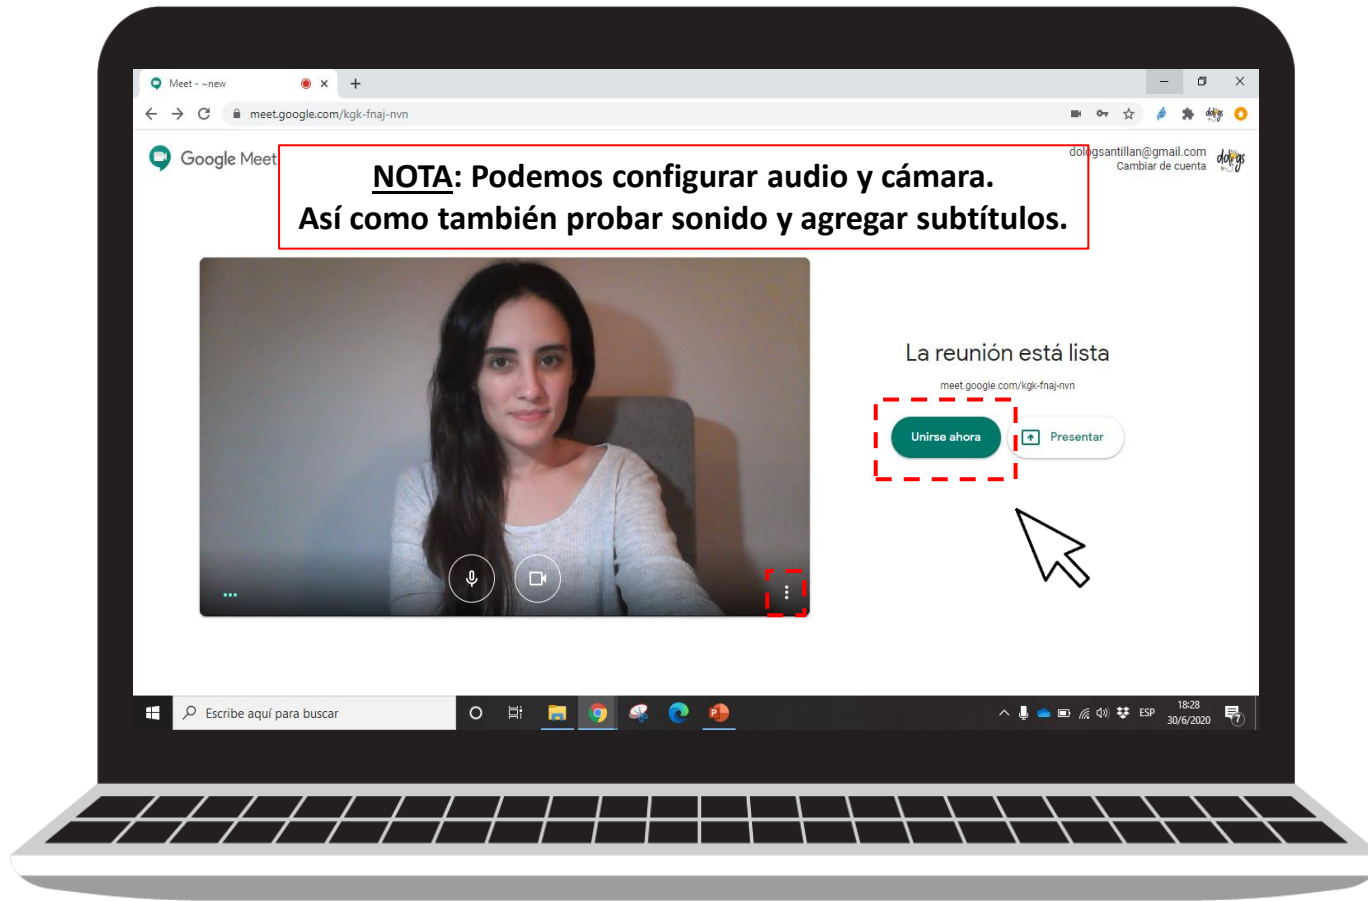 Meet - ~new
meet.google.com/kgk-fnaj-nvn
Google Meet
dologsantillan@gmail.com
Cambiar de cuenta
dologs
NOTA: Podemos configurar audio y cámara.
Así como también probar sonido y agregar subtítulos.
La reunión está lista
meet.google.com/kgk-fnaj-nvn
Unirse ahora
Presentar
Escribe aquí para buscar
ESP
18:28
30/6/2020
7